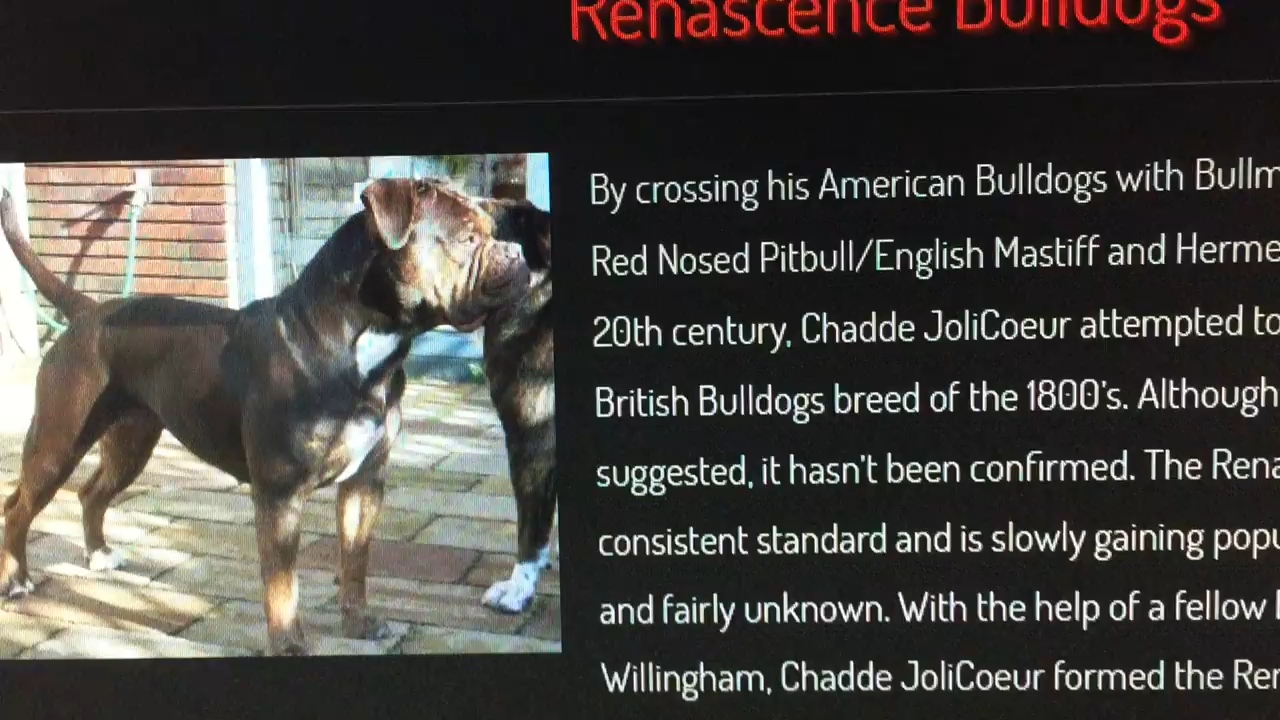 Renascence Bulldogs
By crossing his American Bulldogs with Bullm
Red Nosed Pitbull/English Mastiff and Herme
20th century, Chadde JoliCoeur attempted to
British Bulldogs breed of the 1800's. Although
suggested, it hasn't been confirmed. The Rena
consistent standard and is slowly gaining popu
and fairly unknown. With the help of a fellow
Willingham, Chadde JoliCoeur formed the Ren